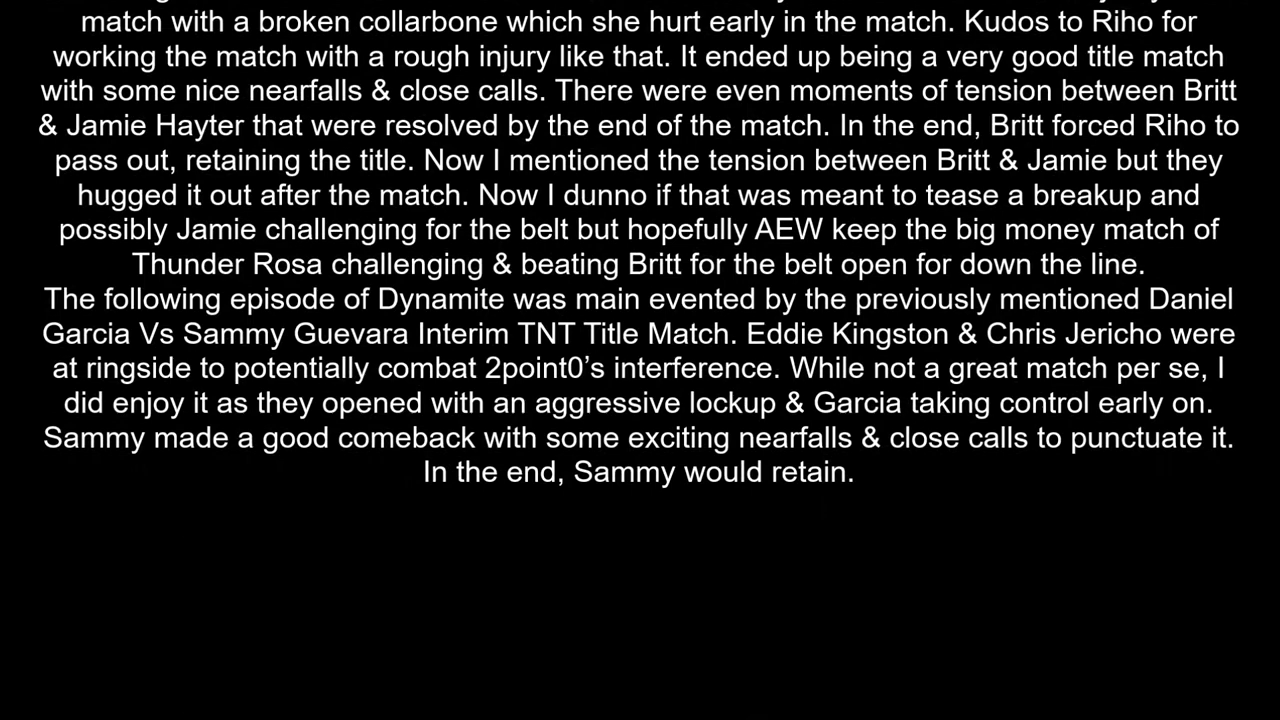 match with a broken collarbone which she hurt early in the match. Kudos to Riho for
working the match with a rough injury like that. It ended up being a very good title match
with some nice nearfalls & close calls. There were even moments of tension between Britt
& Jamie Hayter that were resolved by the end of the match. In the end, Britt forced Riho to
pass out, retaining the title. Now I mentioned the tension between Britt & Jamie but they
hugged it out after the match. Now I dunno if that was meant to tease a breakup and
possibly Jamie challenging for the belt but hopefully AEW keep the big money match of
Thunder Rosa challenging & beating Britt for the belt open for down the line.
The following episode of Dynamite was main evented by the previously mentioned Daniel
Garcia Vs Sammy Guevara Interim TNT Title Match. Eddie Kingston & Chris Jericho were
at ringside to potentially combat 2point0’s interference. While not a great match per se, I
did enjoy it as they opened with an aggressive lockup & Garcia taking control early on.
Sammy made a good comeback with some exciting nearfalls & close calls to punctuate it.
In the end, Sammy would retain.